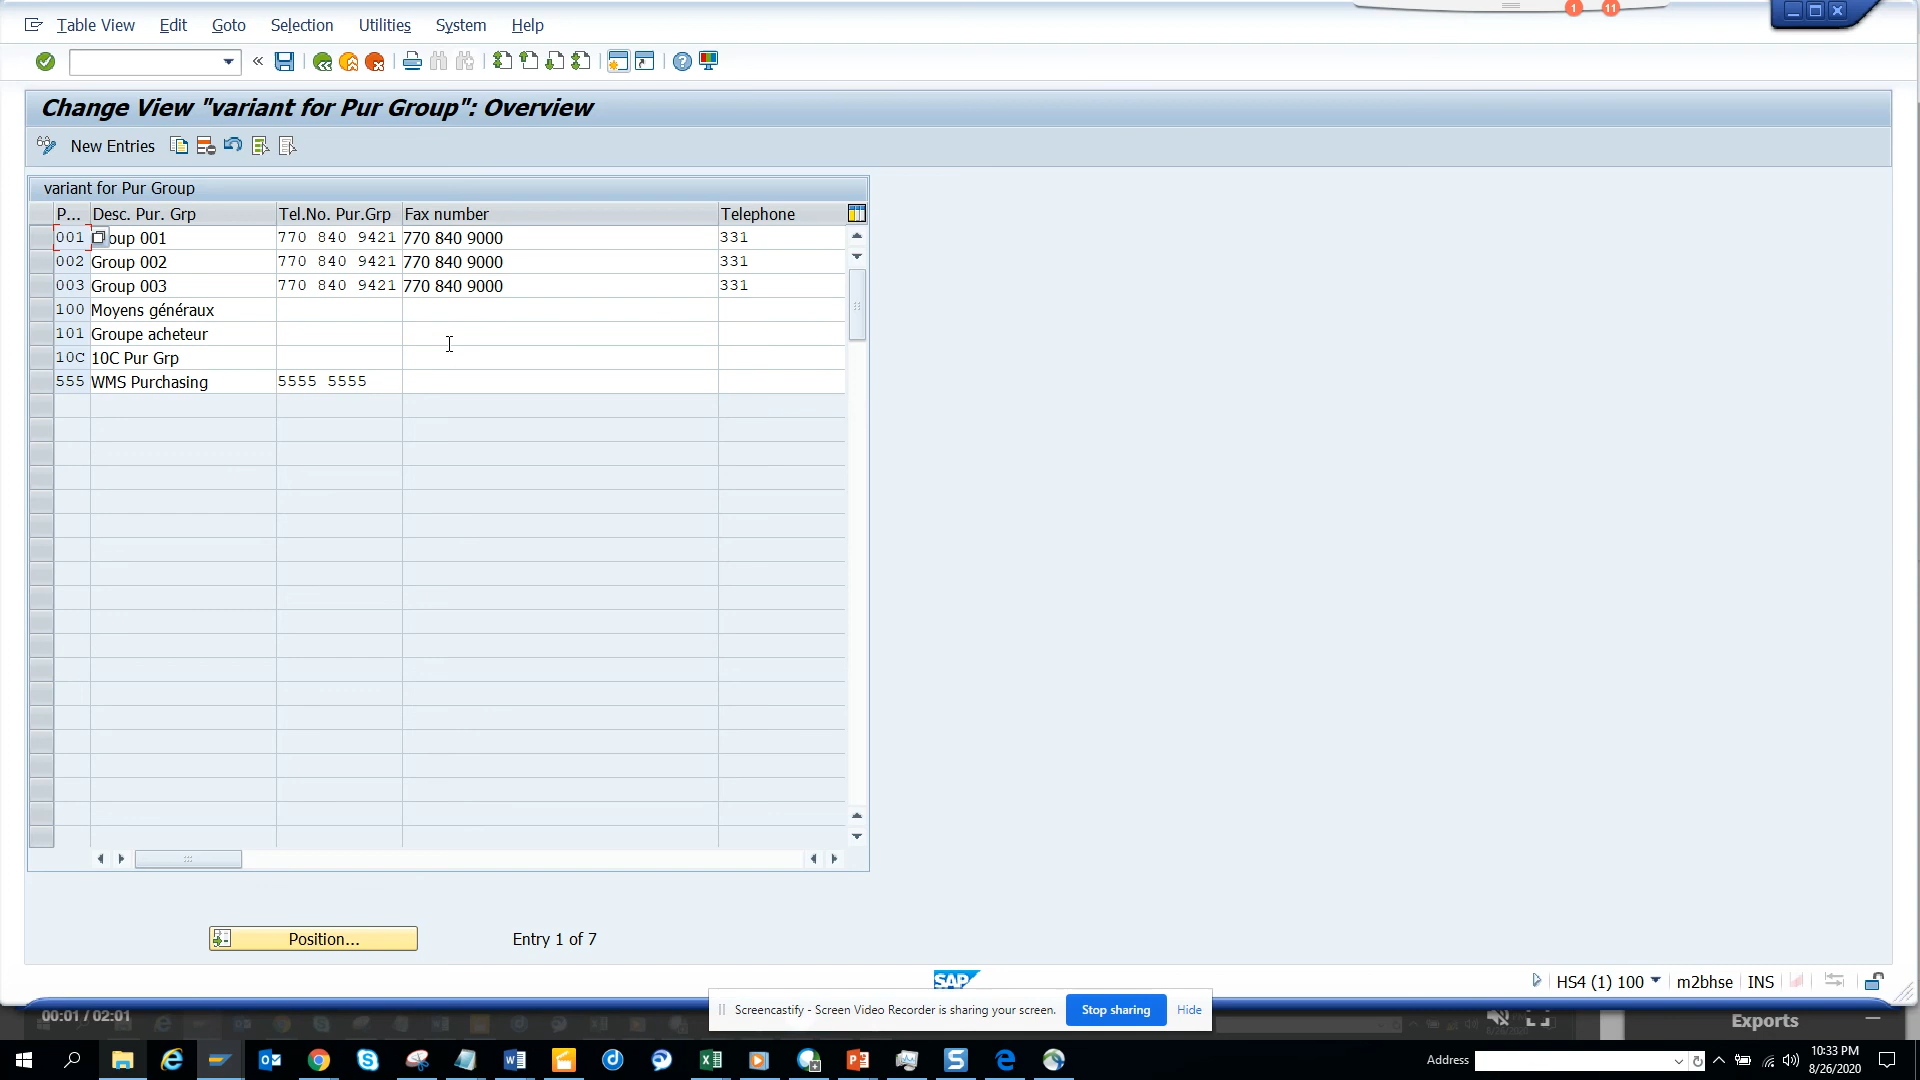 1 11
Table View Edit Goto Selection Utilities System Help
Change View "variant for Pur Group": Overview
New Entries
variant for Pur Group
P... Desc. Pur. Grp Tel.No. Pur.Grp Fax number Telephone
001 oup 001 770 840 9421 770 840 9000 331
002 Group 002 770 840 9421 770 840 9000 331
003 Group 003 770 840 9421 770 840 9000 331
100 Moyens généraux
101 Groupe acheteur
10C 10C Pur Grp
555 WMS Purchasing 5555 5555
Position... Entry 1 of 7
SAP
HS4 (1) 100 m2bhse INS
Screencastify - Screen Video Recorder is sharing your screen. Stop sharing Hide
00:01 / 02:01 Exports
Address
10:33 PM
8/26/2020